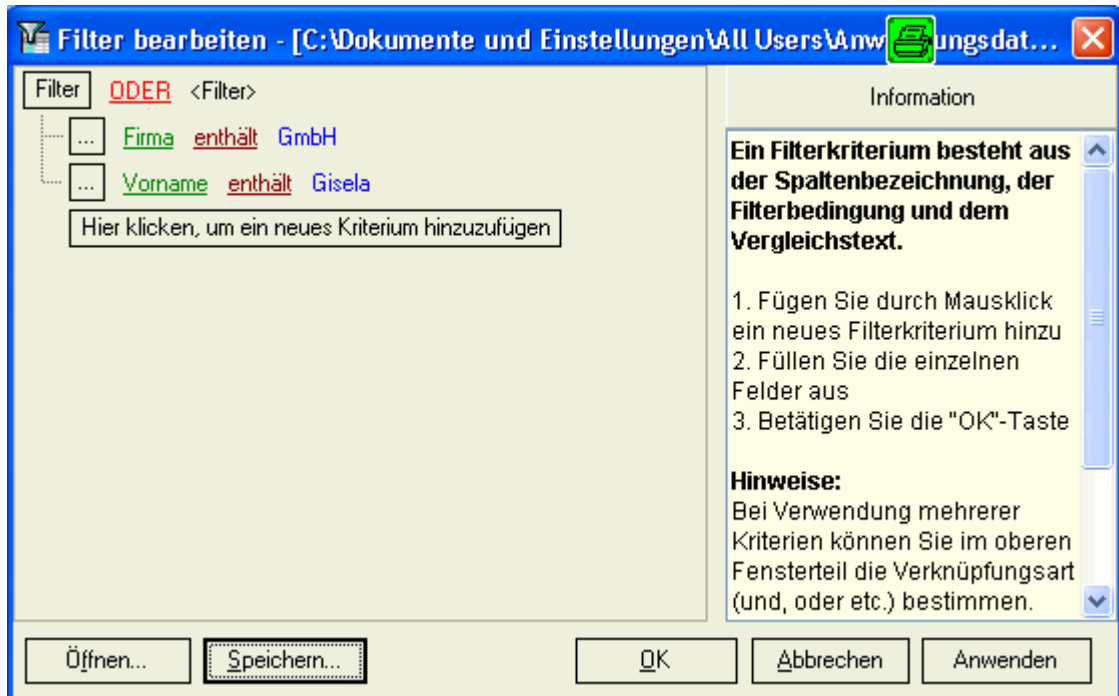 Filter bearbeiten - [C:\Dokumente und Einstellungen\All Users\Anw ungsdat...
Filter ODER <Filter>
... Firma enthält GmbH
... Vorname enthält Gisela
Hier klicken, um ein neues Kriterium hinzuzufügen
Information
Ein Filterkriterium besteht aus
der Spaltenbezeichnung, der
Filterbedingung und dem
Vergleichstext.
1. Fügen Sie durch Mausklick
ein neues Filterkriterium hinzu
2. Füllen Sie die einzelnen
Felder aus
3. Betätigen Sie die "OK"-Taste
Hinweise:
Bei Verwendung mehrerer
Kriterien können Sie im oberen
Fensterteil die Verknüpfungsart
(und, oder etc.) bestimmen.
Öffnen... Speichern... OK Abbrechen Anwenden